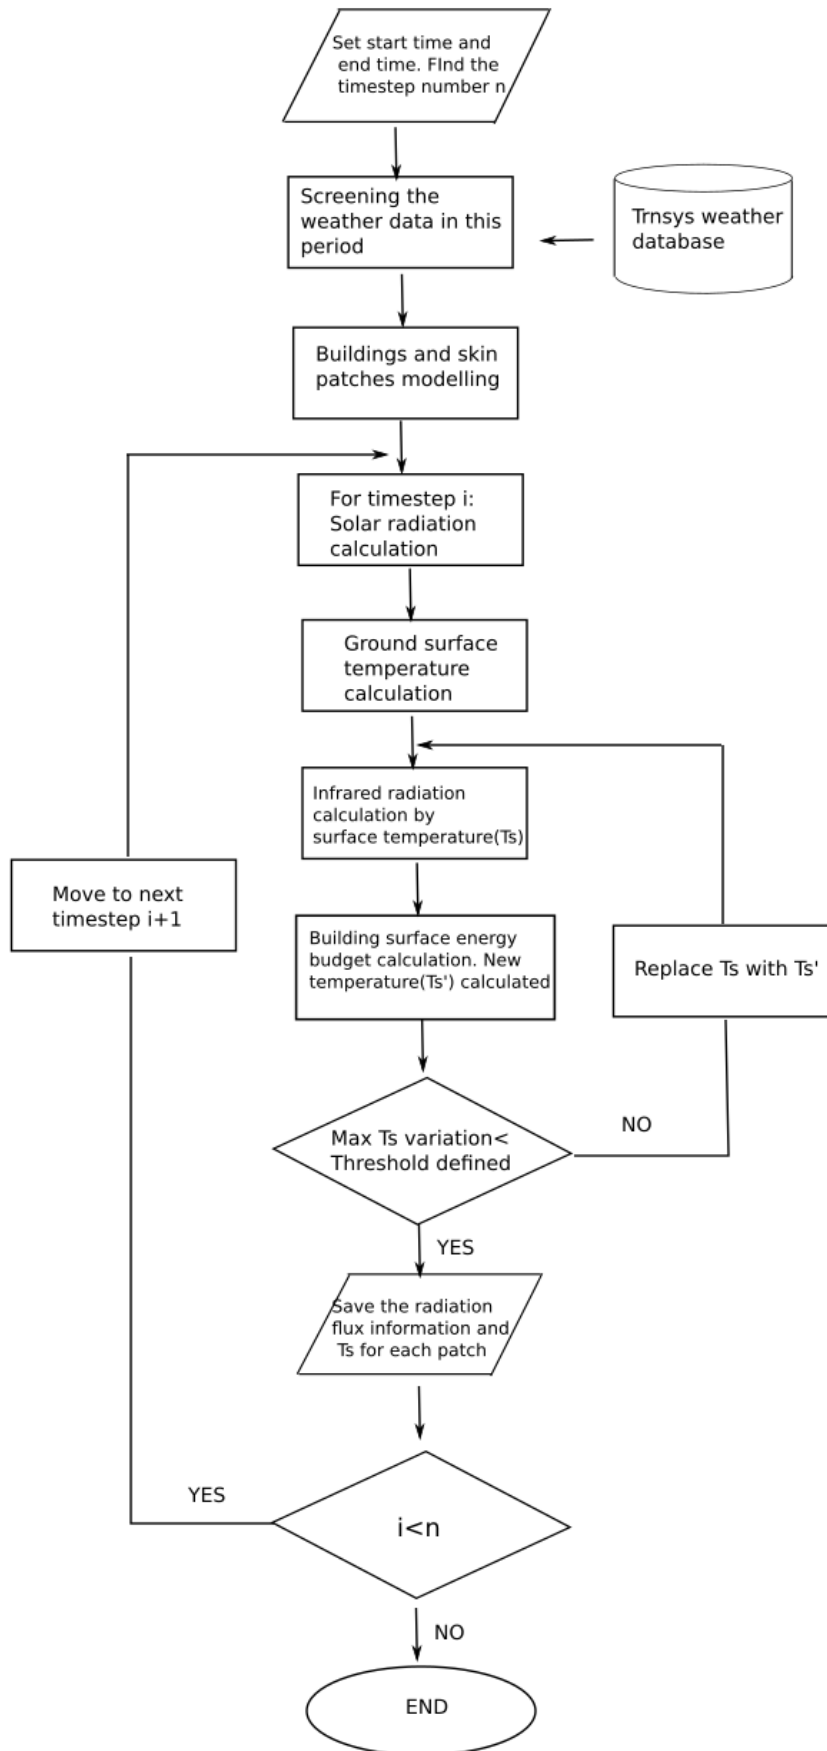 Set start time and
end time. FInd the
timestep number n
Screening the
weather data in this
period
Trnsys weather
database
Buildings and skin
patches modelling
For timestep i:
Solar radiation
calculation
Ground surface
temperature
calculation
Infrared radiation
calculation by
surface temperature(Ts)
Move to next
timestep i+1
Building surface energy
budget calculation. New
temperature(Ts') calculated
Replace Ts with Ts'
Max Ts variation<
Threshold defined
NO
YES
Save the radiation
flux information and
Ts for each patch
YES
i<n
NO
END